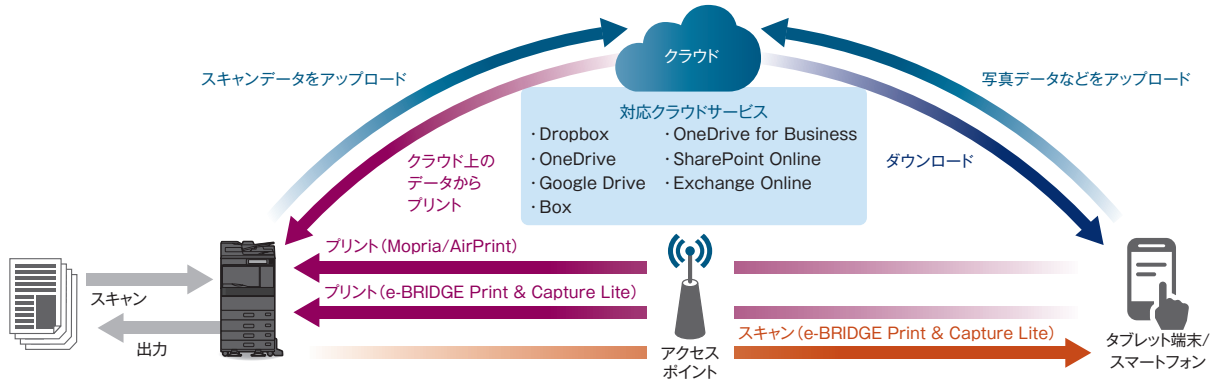 クラウド
スキャンデータをアップロード
写真データなどをアップロード
対応クラウドサービス
・Dropbox
・OneDrive
・Google Drive
・Box
・OneDrive for Business
・SharePoint Online
・Exchange Online
クラウド上の
データから
プリント
ダウンロード
プリント（Mopria/AirPrint）
プリント（e-BRIDGE Print & Capture Lite）
スキャン
出力
スキャン（e-BRIDGE Print & Capture Lite）
アクセス
ポイント
タブレット端末/
スマートフォン